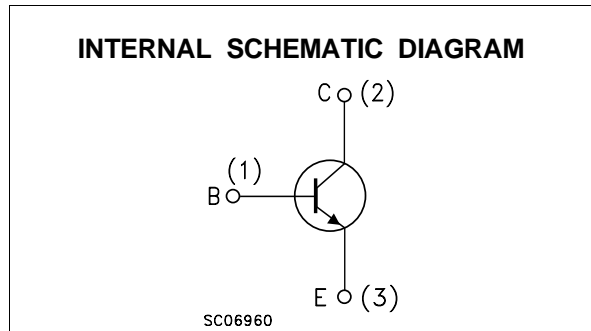 INTERNAL SCHEMATIC DIAGRAM
C (2)
(1)
B
E (3)
SC06960